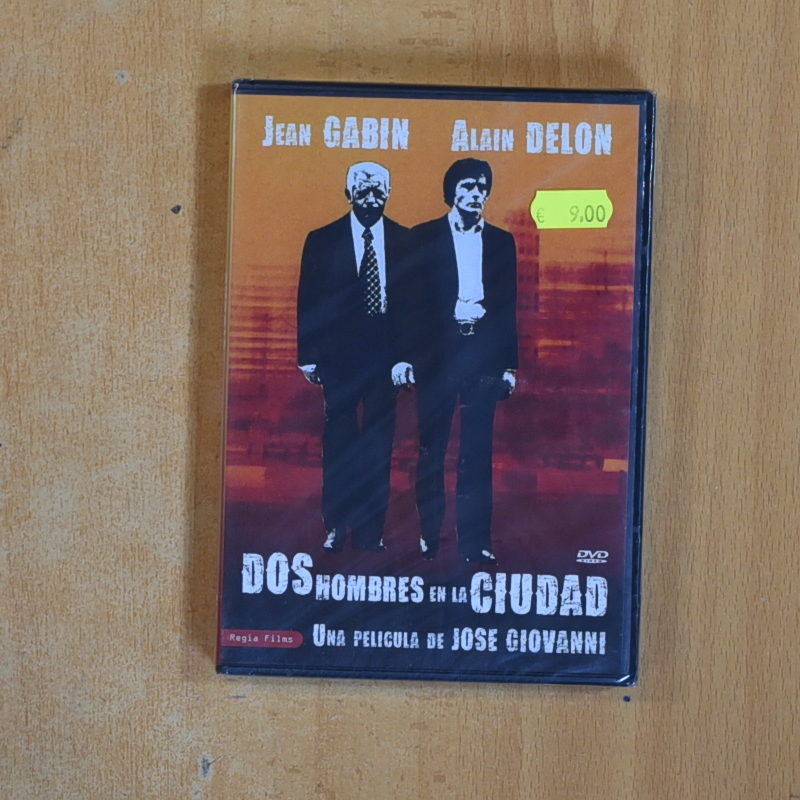 JEAN GABIN ALAIN DELON
€ 9.00
DVD
VIDEO
DOS HOMBRES EN LA CIUDAD
Regia Films
UNA PELICULA DE JOSE GIOVANNI